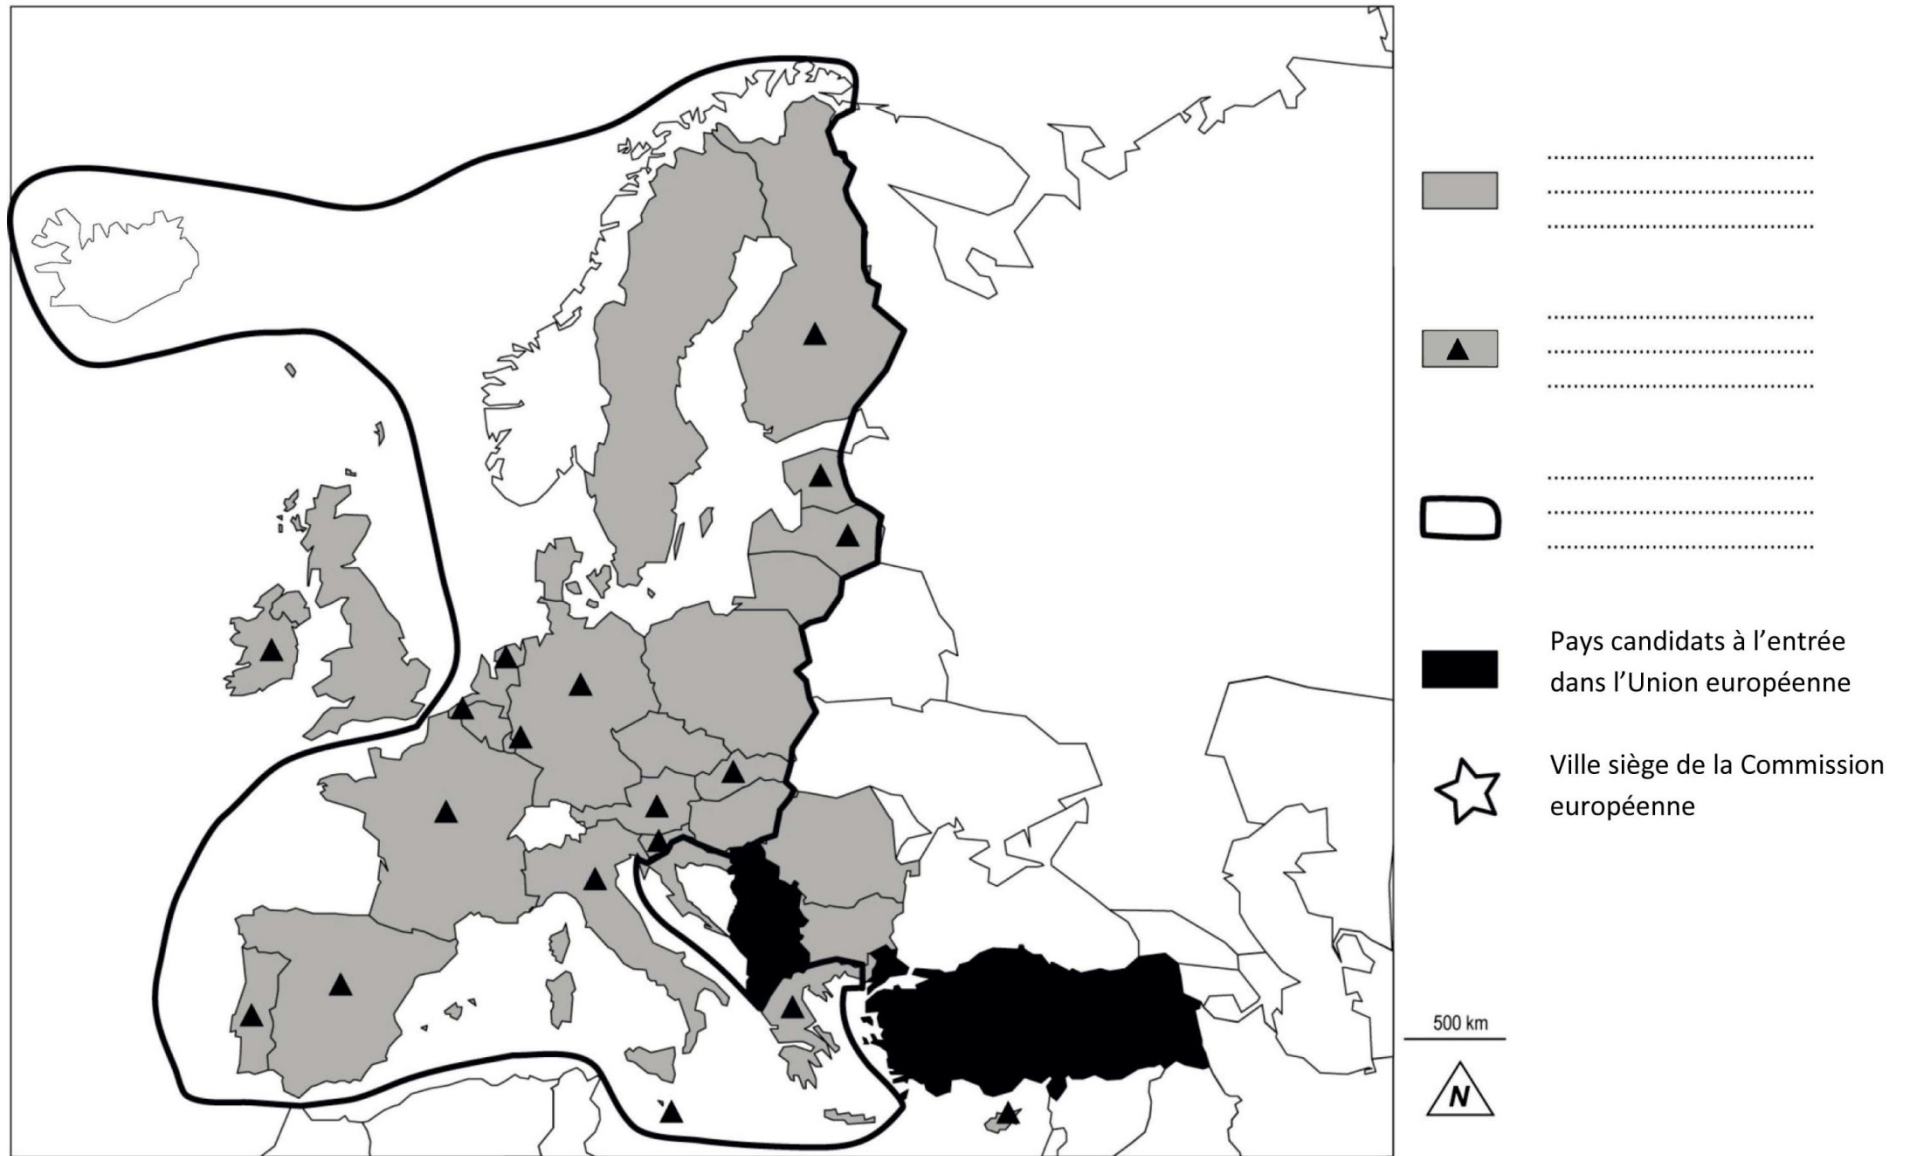 ........................................
........................................
........................................
........................................
........................................
........................................
........................................
........................................
........................................
Pays candidats à l’entrée
dans l’Union européenne
Ville siège de la Commission
européenne
500 km
N